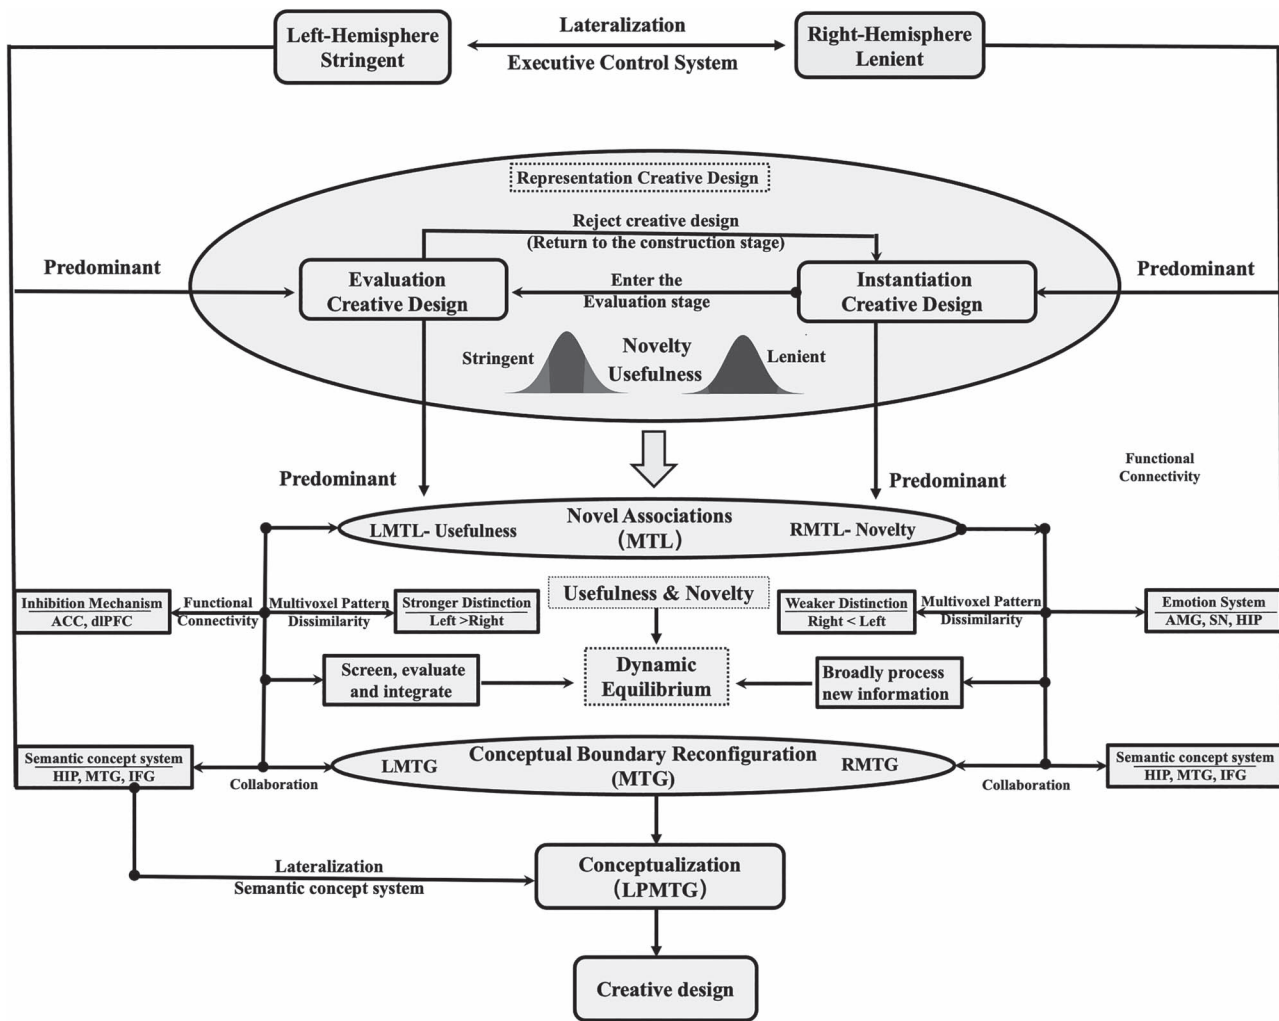 Left-Hemisphere
Stringent
Lateralization
Executive Control System
Right-Hemisphere
Lenient
Representation Creative Design
Reject creative design
(Return to the construction stage)
Predominant
Evaluation
Creative Design
Enter the
Evaluation stage
Instantiation
Creative Design
Predominant
Stringent
Novelty
Usefulness
Lenient
Predominant
Predominant
Functional
Connectivity
LMTL- Usefulness
Novel Associations
(MTL)
RMTL- Novelty
Inhibition Mechanism
ACC, dlPFC
Functional
Connectivity
Multivoxel Pattern
Dissimilarity
Stronger Distinction
Left >Right
Usefulness & Novelty
Weaker Distinction
Right < Left
Multivoxel Pattern
Dissimilarity
Emotion System
AMG, SN, HIP
Screen, evaluate
and integrate
Dynamic
Equilibrium
Broadly process
new information
Semantic concept system
HIP, MTG, IFG
Collaboration
LMTG
Conceptual Boundary Reconfiguration
(MTG)
RMTG
Collaboration
Semantic concept system
HIP, MTG, IFG
Lateralization
Semantic concept system
Conceptualization
(LPMTG)
Creative design